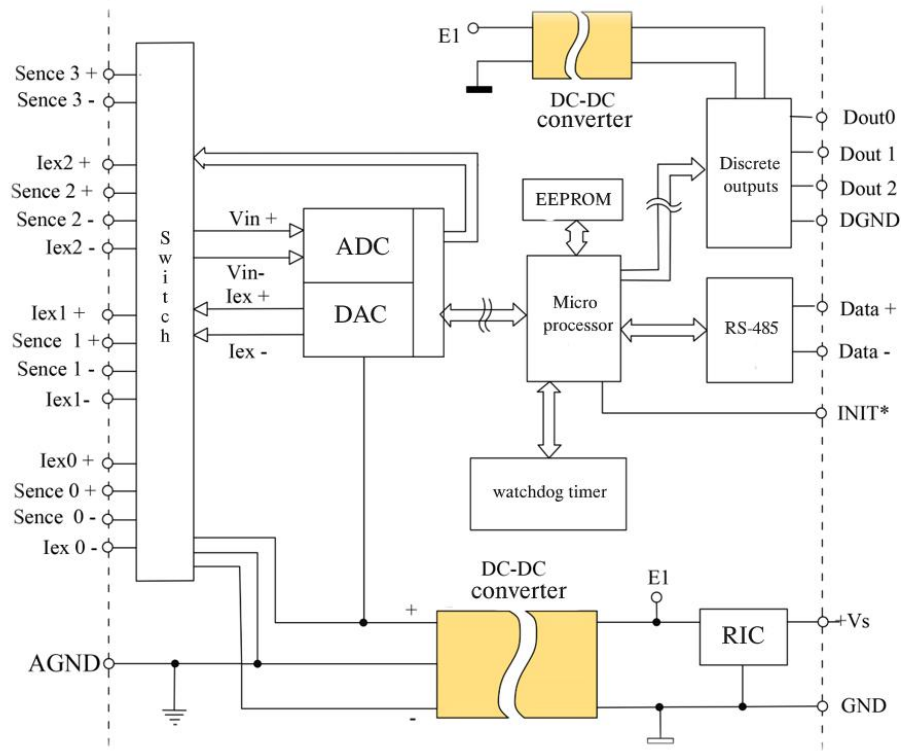 E1
DC-DC
converter
Sence 3 +
Sence 3 -
Iex2 +
Sence 2 +
Sence 2 -
Iex2 -
Iex1 +
Sence 1 +
Sence 1 -
Iex1-
Iex0 +
Sence 0 +
Sence 0 -
Iex 0 -
AGND
Switch
Vin +
Vin-
Iex +
Iex -
ADC
DAC
EEPROM
Micro
processor
watchdog timer
Discrete
outputs
RS-485
Dout0
Dout 1
Dout 2
DGND
Data +
Data -
INIT*
DC-DC
converter
+
-
E1
RIC
+Vs
GND